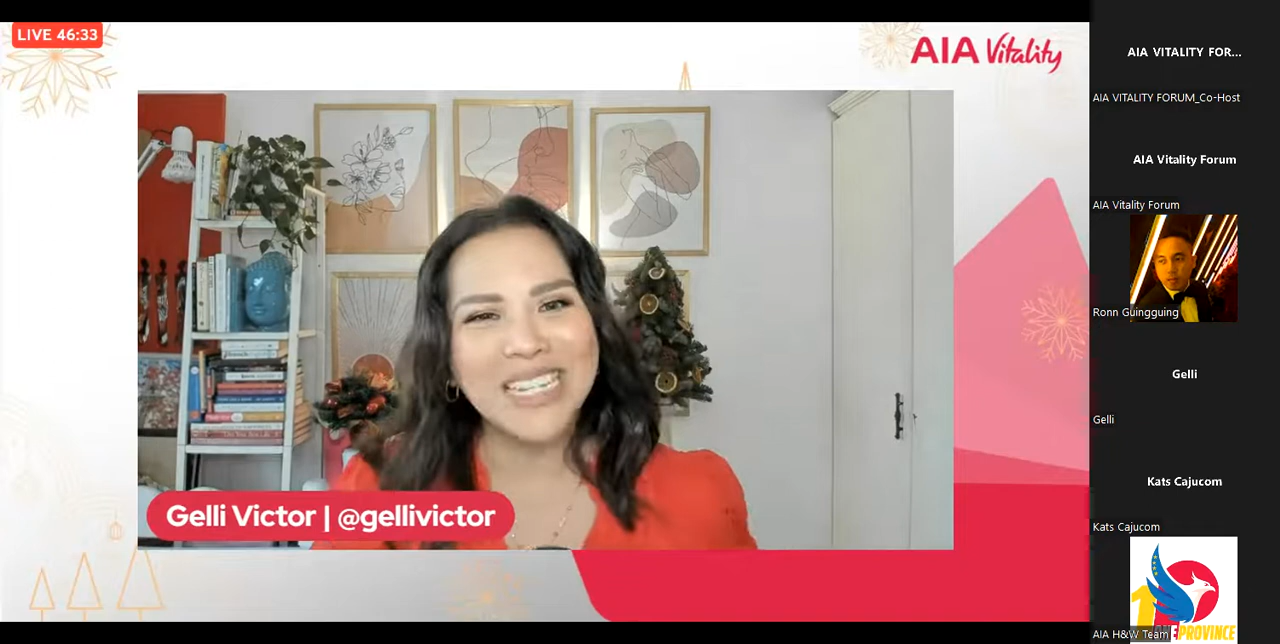 LIVE 46:33
AIA Vitality
Gelli Victor | @gellivictor
AIA VITALITY FOR...
AIA VITALITY FORUM_Co-Host
AIA Vitality Forum
AIA Vitality Forum
Ronn Guingguing
Gelli
Gelli
Kats Cajucom
Kats Cajucom
PROVINCE
AIA H&W Team